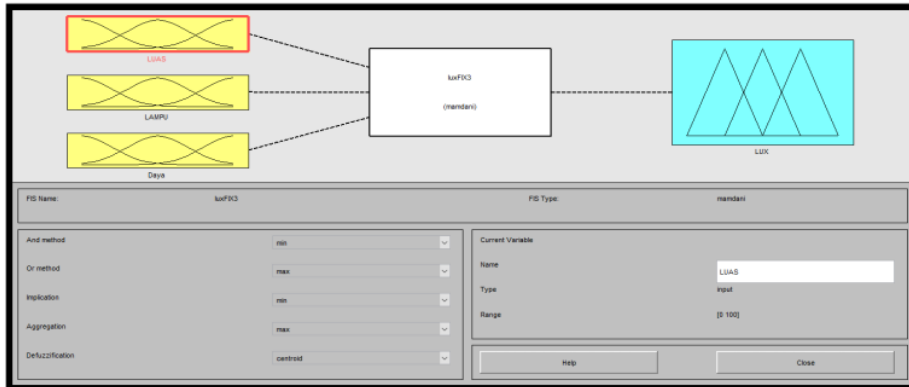 LUAS
LAMPU
Daya
luxFIX3
(mamdani)
LUX
FIS Name: luxFIX3 FIS Type: mamdani
And method min
Or method max
Implication min
Aggregation max
Defuzzification centroid
Current Variable
Name LUAS
Type input
Range [0 100]
Help Close